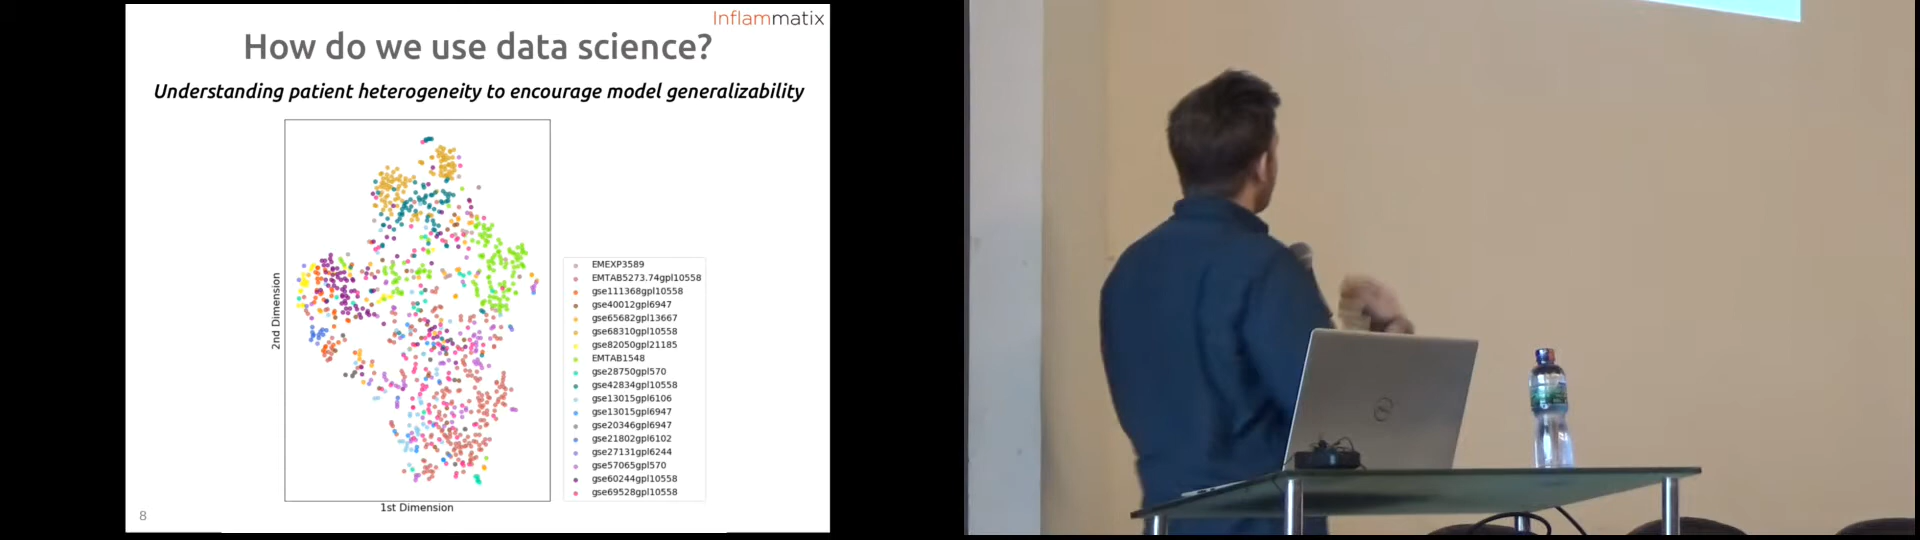 Inflammatix
How do we use data science?
Understanding patient heterogeneity to encourage model generalizability
2nd Dimension
1st Dimension
EMEXP3589
EMTAB5273.74gpl10558
gse111368gpl10558
gse40012gpl6947
gse65682gpl13667
gse68310gpl10558
gse82050gpl21185
EMTAB1548
gse28750gpl570
gse42834gpl10558
gse13015gpl6106
gse13015gpl6947
gse20346gpl6947
gse21802gpl6102
gse27131gpl6244
gse57065gpl570
gse60244gpl10558
gse69528gpl10558
8